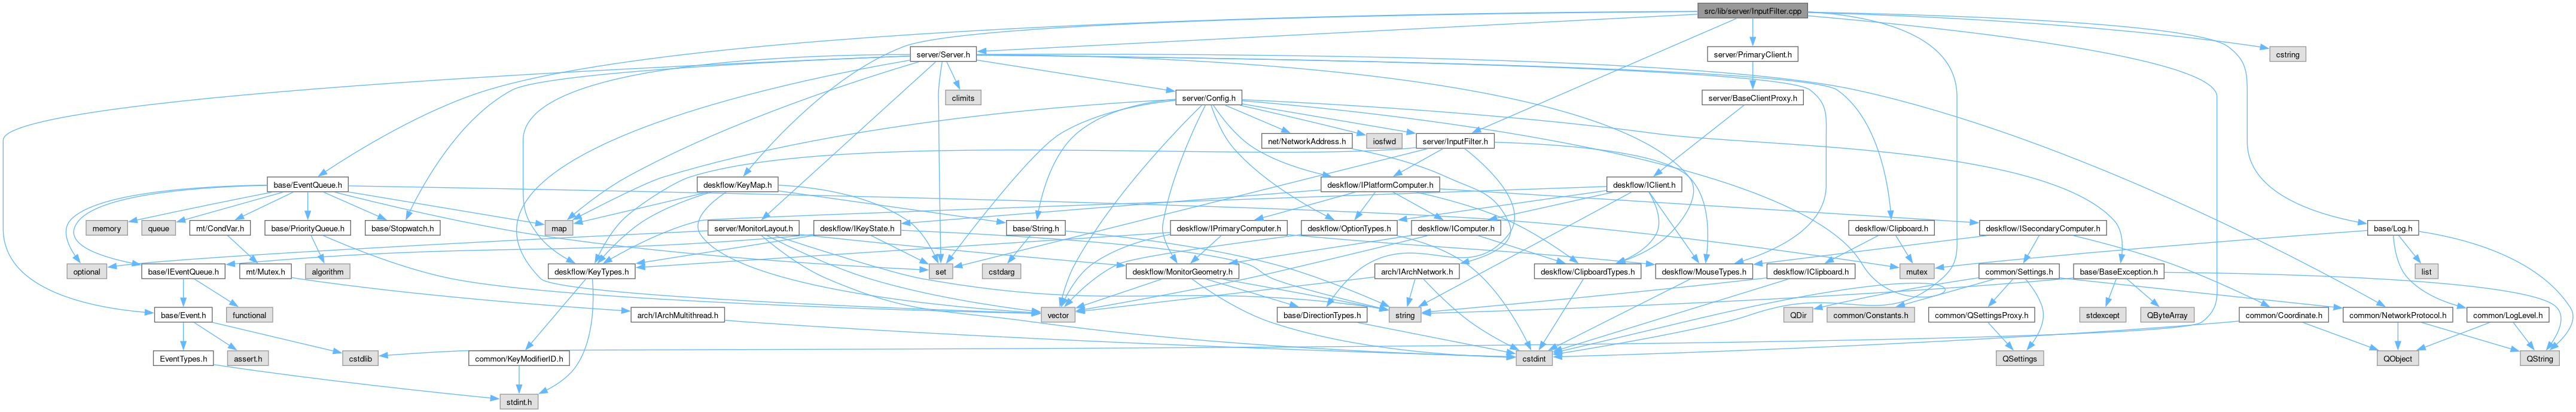 src/lib/server/InputFilter.cpp
server/Server.h
server/PrimaryClient.h
cstring
climits
server/Config.h
server/BaseClientProxy.h
net/NetworkAddress.h
iosfwd
server/InputFilter.h
base/EventQueue.h
deskflow/KeyMap.h
deskflow/IPlatformComputer.h
deskflow/IClient.h
memory
queue
mt/CondVar.h
base/PriorityQueue.h
base/Stopwatch.h
map
server/MonitorLayout.h
deskflow/IKeyState.h
base/String.h
deskflow/IPrimaryComputer.h
deskflow/OptionTypes.h
deskflow/IComputer.h
deskflow/Clipboard.h
deskflow/ISecondaryComputer.h
base/Log.h
optional
base/IEventQueue.h
mt/Mutex.h
algorithm
deskflow/KeyTypes.h
set
cstdarg
deskflow/MonitorGeometry.h
arch/IArchNetwork.h
deskflow/ClipboardTypes.h
mutex
deskflow/MouseTypes.h
deskflow/IClipboard.h
common/Settings.h
base/BaseException.h
list
base/Event.h
functional
arch/IArchMultithread.h
vector
string
base/DirectionTypes.h
QDir
common/Constants.h
common/QSettingsProxy.h
stdexcept
QByteArray
common/Coordinate.h
common/NetworkProtocol.h
common/LogLevel.h
EventTypes.h
assert.h
cstdlib
common/KeyModifierID.h
cstdint
QSettings
QObject
QString
stdint.h